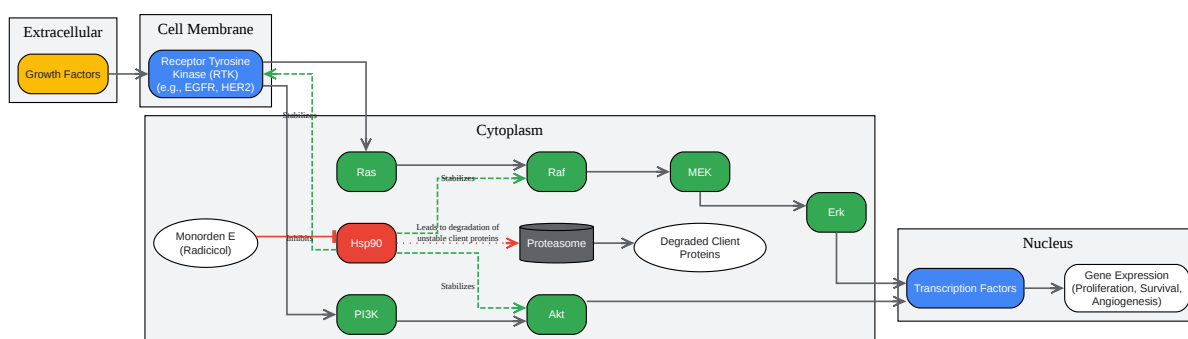 Extracellular
Growth Factors
Cell Membrane
Receptor Tyrosine
Kinase (RTK)
(e.g., EGFR, HER2)
Stabilizes
Cytoplasm
Ras
Stabilizes
Raf
MEK
Erk
Monorden E
(Radicicol)
Inhibits
Hsp90
Leads to degradation of
unstable client proteins
Proteasome
Degraded Client
Proteins
Stabilizes
PI3K
Akt
Nucleus
Transcription Factors
Gene Expression
(Proliferation, Survival,
Angiogenesis)